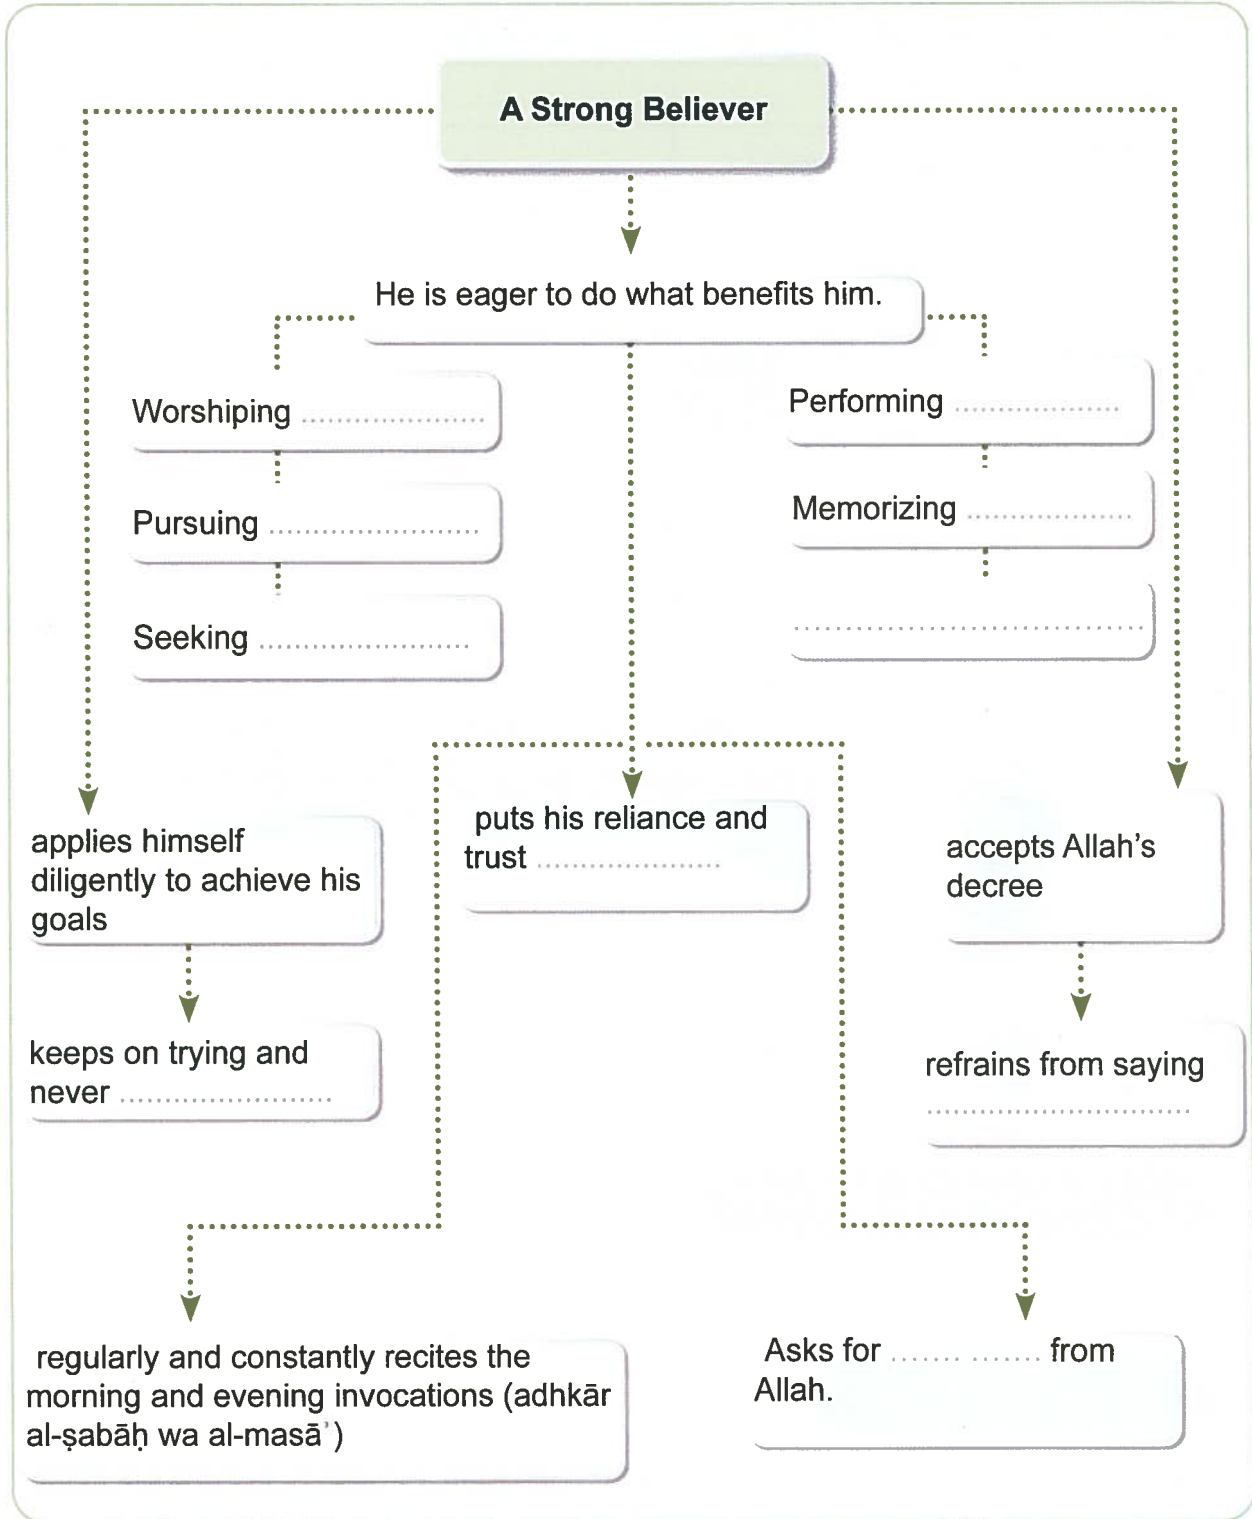 A Strong Believer
He is eager to do what benefits him.
Worshiping ......................
Performing ....................
Pursuing .........................
Memorizing ....................
Seeking .........................
..........................................
applies himself
diligently to achieve his
goals
puts his reliance and
trust ......................
accepts Allah's
decree
keeps on trying and
never .........................
refrains from saying
................................
regularly and constantly recites the
morning and evening invocations (adhkār
al-ṣabāḥ wa al-masāʾ)
Asks for ........ ........ from
Allah.